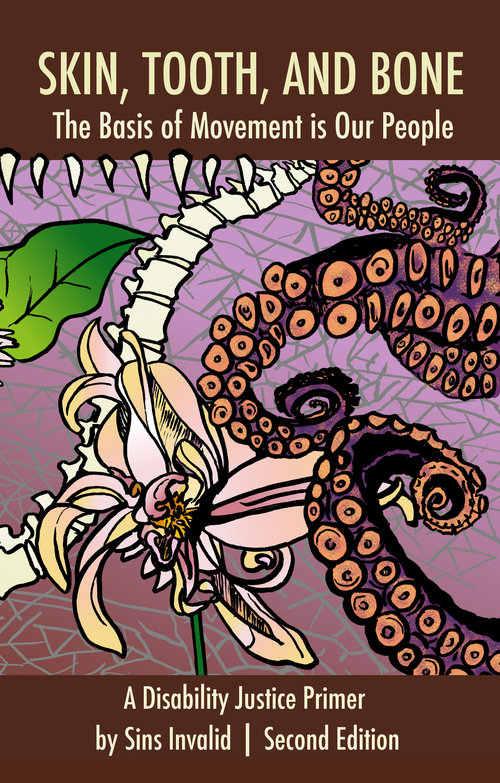 SKIN, TOOTH, AND BONE
The Basis of Movement is Our People
A Disability Justice Primer
by Sins Invalid | Second Edition